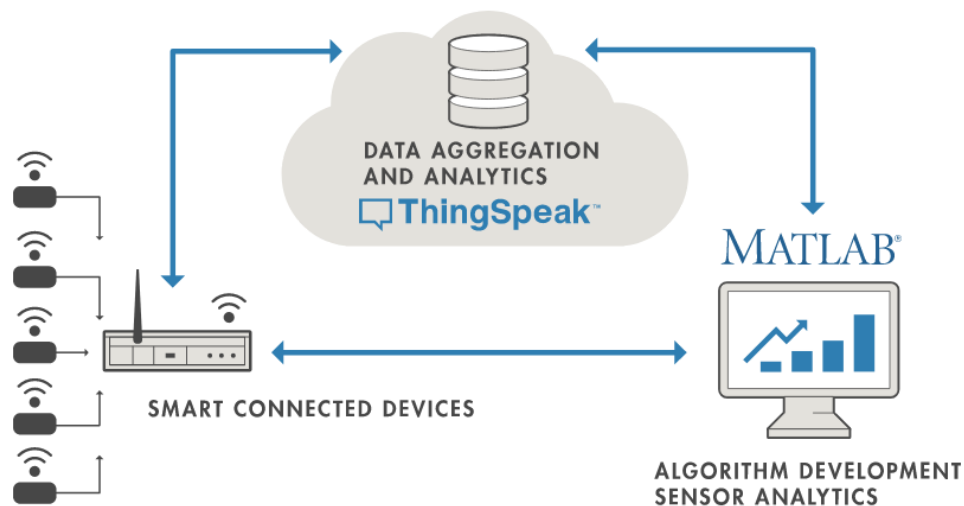 DATA AGGREGATION
AND ANALYTICS
ThingSpeak™
MATLAB®
SMART CONNECTED DEVICES
ALGORITHM DEVELOPMENT
SENSOR ANALYTICS